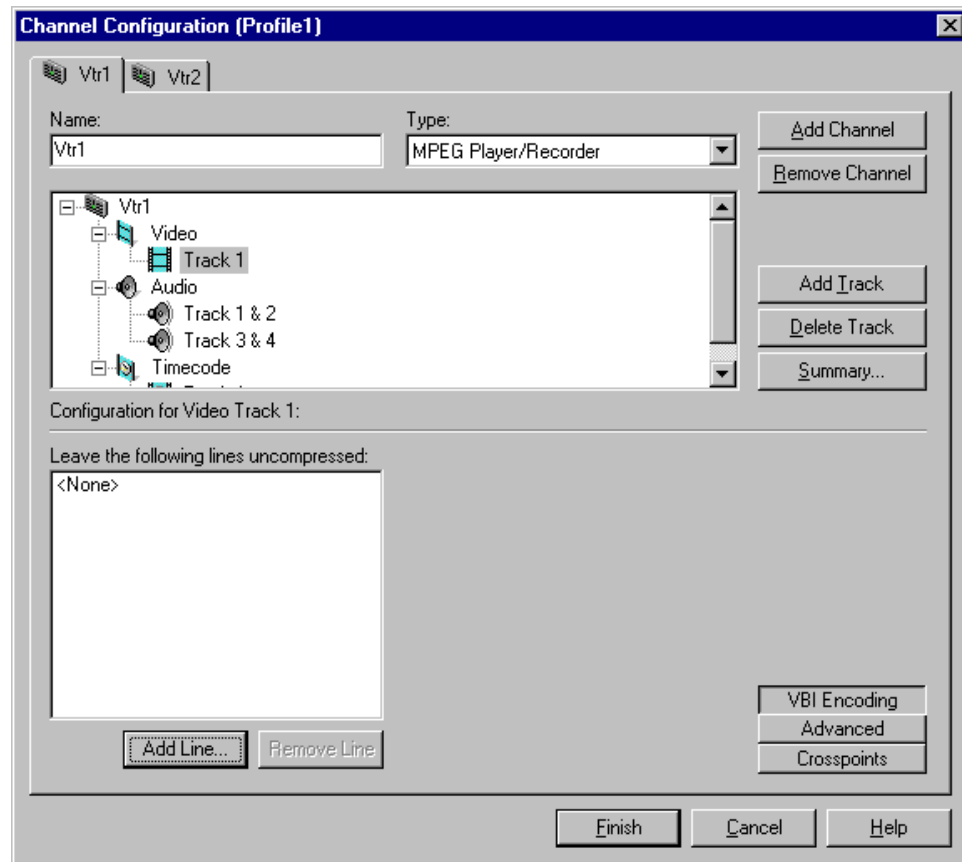 Channel Configuration (Profile1)
Vtr1
Vtr2
Name:
Type:
Vtr1
MPEG Player/Recorder
Add Channel
Remove Channel
Vtr1
Video
Track 1
Audio
Track 1 & 2
Track 3 & 4
Timecode
Add Track
Delete Track
Summary...
Configuration for Video Track 1:
Leave the following lines uncompressed:
<None>
VBI Encoding
Advanced
Crosspoints
Add Line...
Remove Line
Finish
Cancel
Help